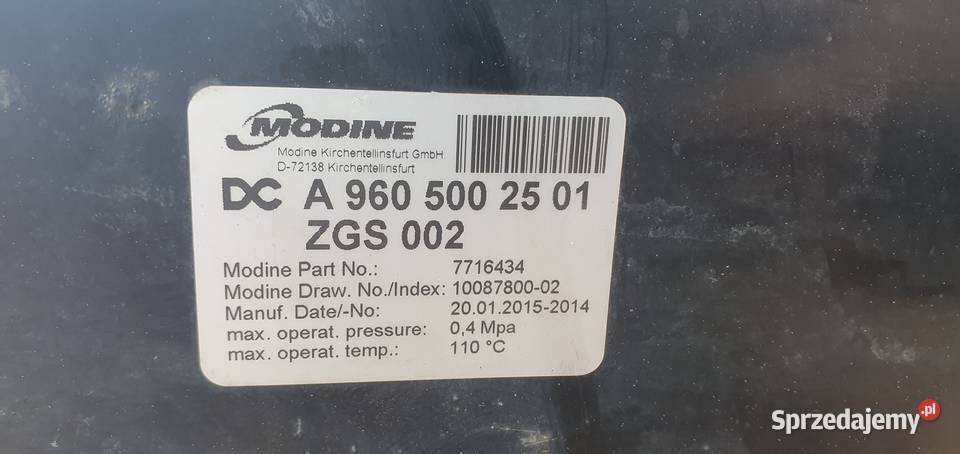 MODINE
Modine Kirchentellinsfurt GmbH
D-72138 Kirchentellinsfurt
DC A 960 500 25 01
ZGS 002
Modine Part No.: 7716434
Modine Draw. No./Index: 10087800-02
Manuf. Date/-No: 20.01.2015-2014
max. operat. pressure: 0,4 Mpa
max. operat. temp.: 110 °C
Sprzedajemy.pl